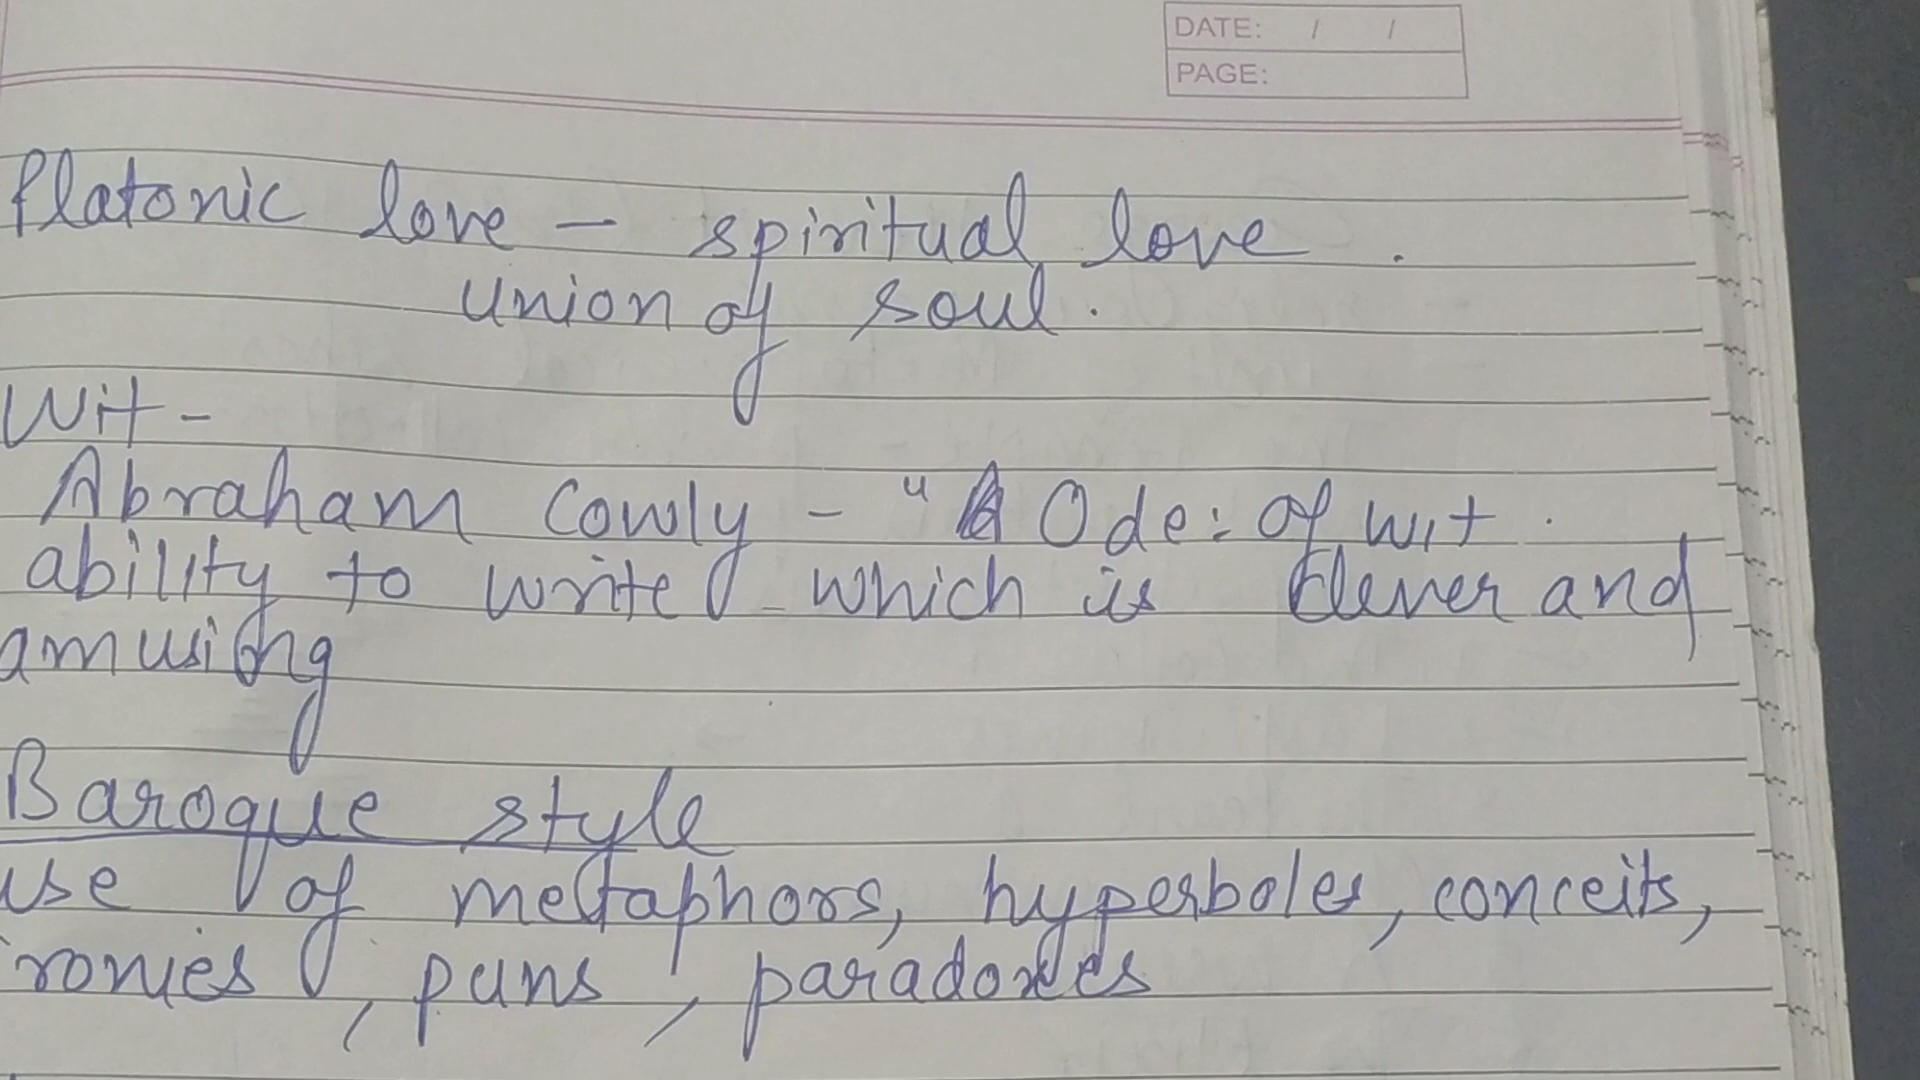 DATE: / /
PAGE:
Platonic love - spiritual love.
union of soul.
Wit -
Abraham Cowly - " Ode: of wit.
ability to write which is clever and
amusing
Baroque style
use of metaphors, hyperboles, conceits,
ronies, puns, paradoxes